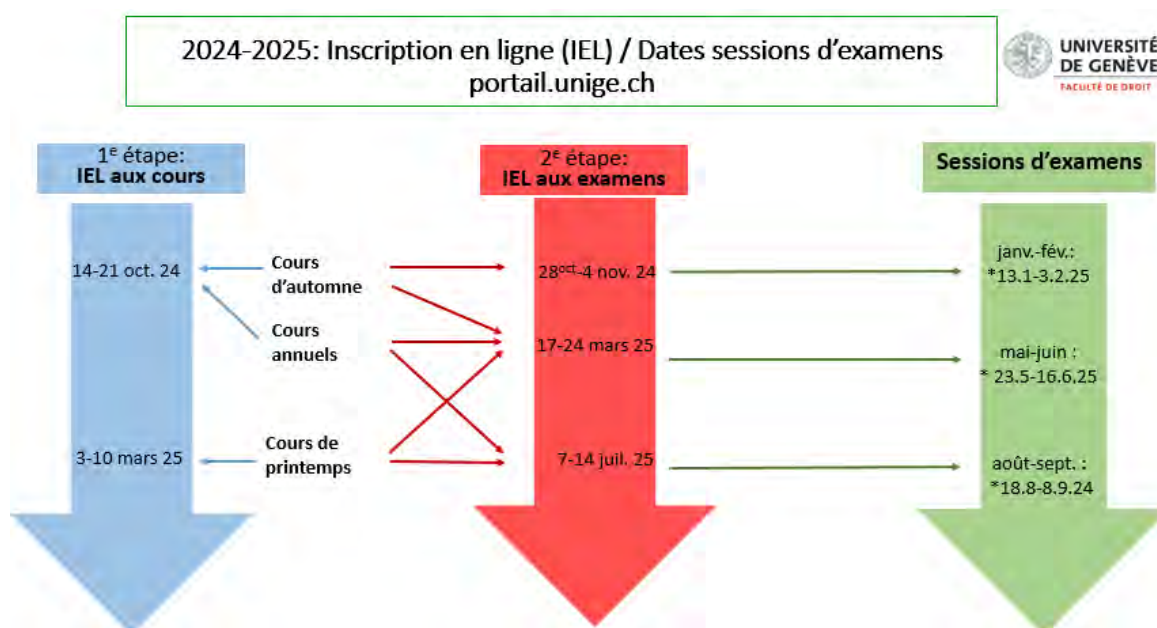 2024-2025: Inscription en ligne (IEL) / Dates sessions d'examens
portail.unige.ch
UNIVERSITÉ
DE GENÈVE
FACULTÉ DE DROIT
1e étape:
IEL aux cours
2e étape:
IEL aux examens
Sessions d'examens
14-21 oct. 24
Cours
d'automne
28oct-4 nov. 24
janv.-fév.:
*13.1-3.2.25
Cours
annuels
17-24 mars 25
mai-juin :
* 23.5-16.6.25
3-10 mars 25
Cours de
printemps
7-14 juil. 25
août-sept. :
*18.8-8.9.24